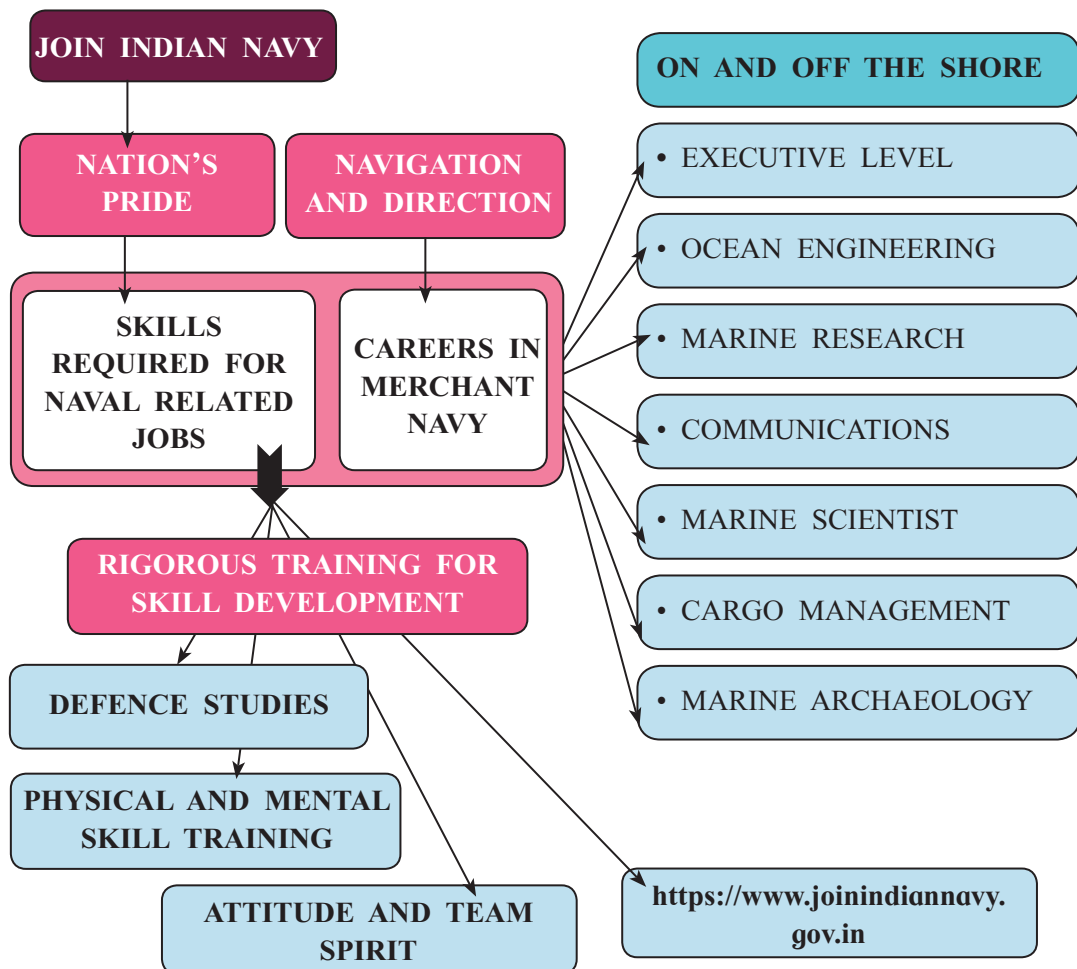 JOIN INDIAN NAVY
NATION’S
PRIDE
NAVIGATION
AND DIRECTION
SKILLS
REQUIRED FOR
NAVAL RELATED
JOBS
CAREERS IN
MERCHANT
NAVY
RIGOROUS TRAINING FOR
SKILL DEVELOPMENT
DEFENCE STUDIES
PHYSICAL AND MENTAL
SKILL TRAINING
ATTITUDE AND TEAM
SPIRIT
https://www.joinindiannavy.
gov.in
ON AND OFF THE SHORE
• EXECUTIVE LEVEL
• OCEAN ENGINEERING
• MARINE RESEARCH
• COMMUNICATIONS
• MARINE SCIENTIST
• CARGO MANAGEMENT
• MARINE ARCHAEOLOGY